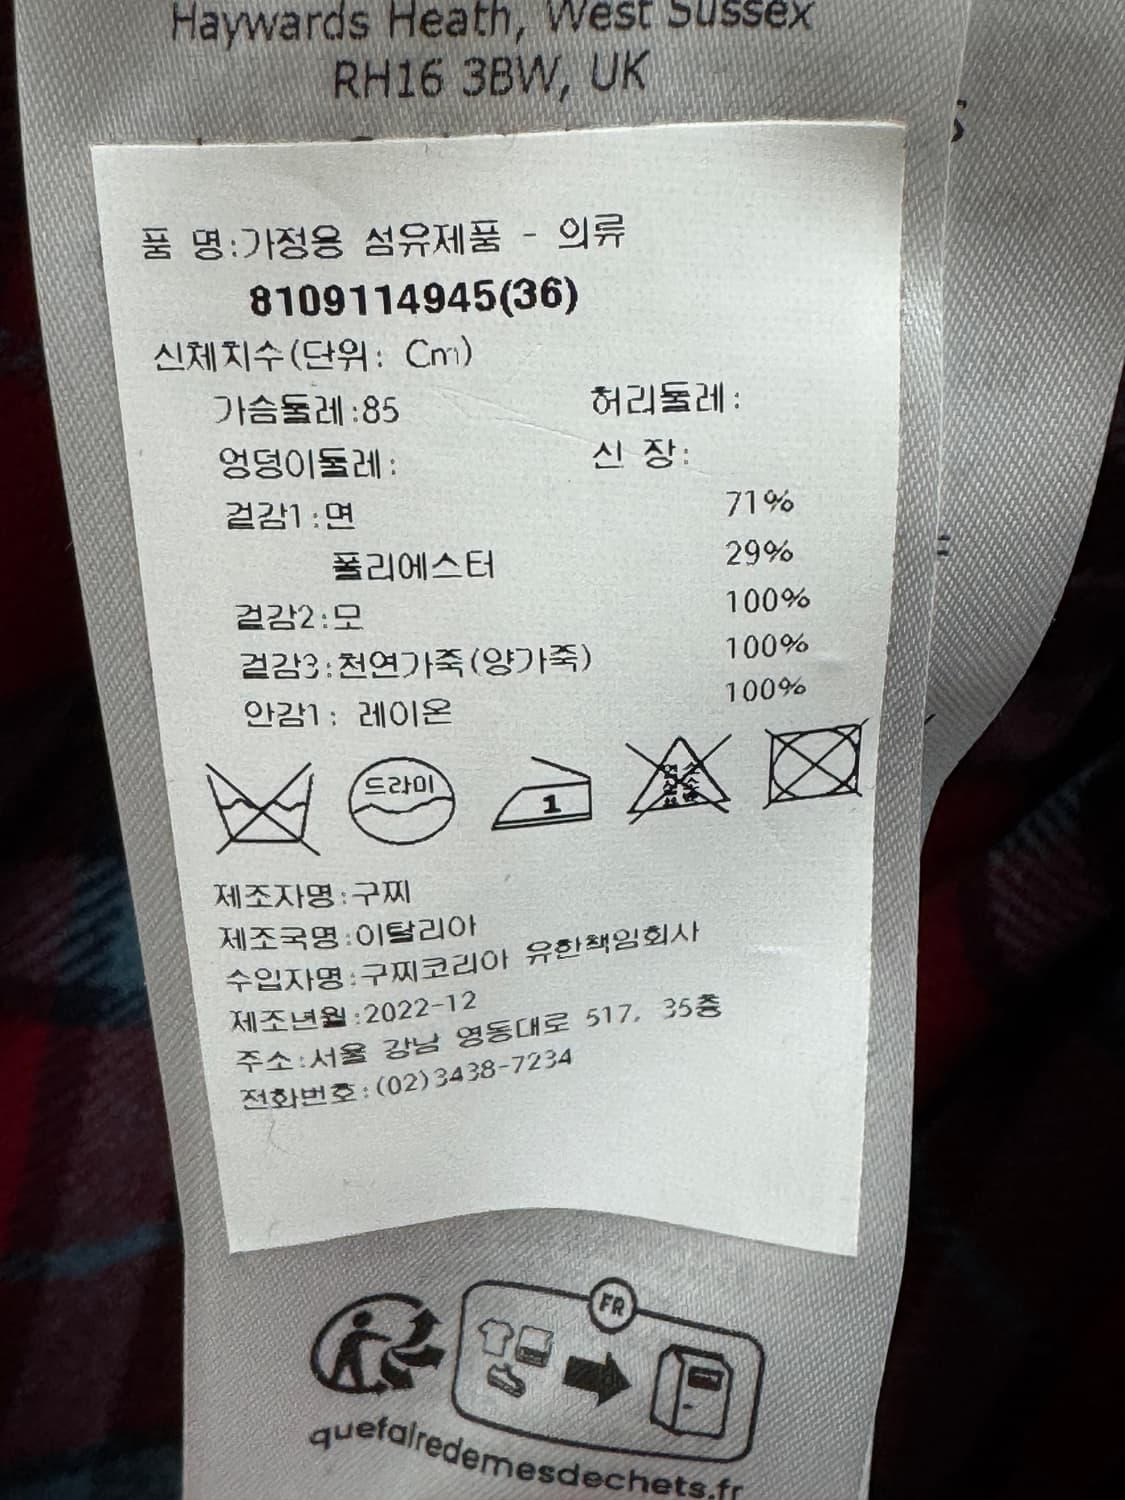 Haywards Heath, West Sussex
RH16 3BW, UK
품 명:가정용 섬유제품 - 의류
8109114945(36)
신체치수(단위: Cm)
가슴둘레:85 허리둘레:
엉덩이둘레: 신 장:
겉감1:면 71%
폴리에스터 29%
겉감2:모 100%
겉감3:천연가죽(양가죽) 100%
안감1: 레이온 100%
드라이
1
제조자명:구찌
제조국명:이탈리아
수입자명:구찌코리아 유한책임회사
제조년월:2022-12
주소:서울 강남 영동대로 517, 35층
전화번호:(02)3438-7234
FR
quefairedemesdechets.fr